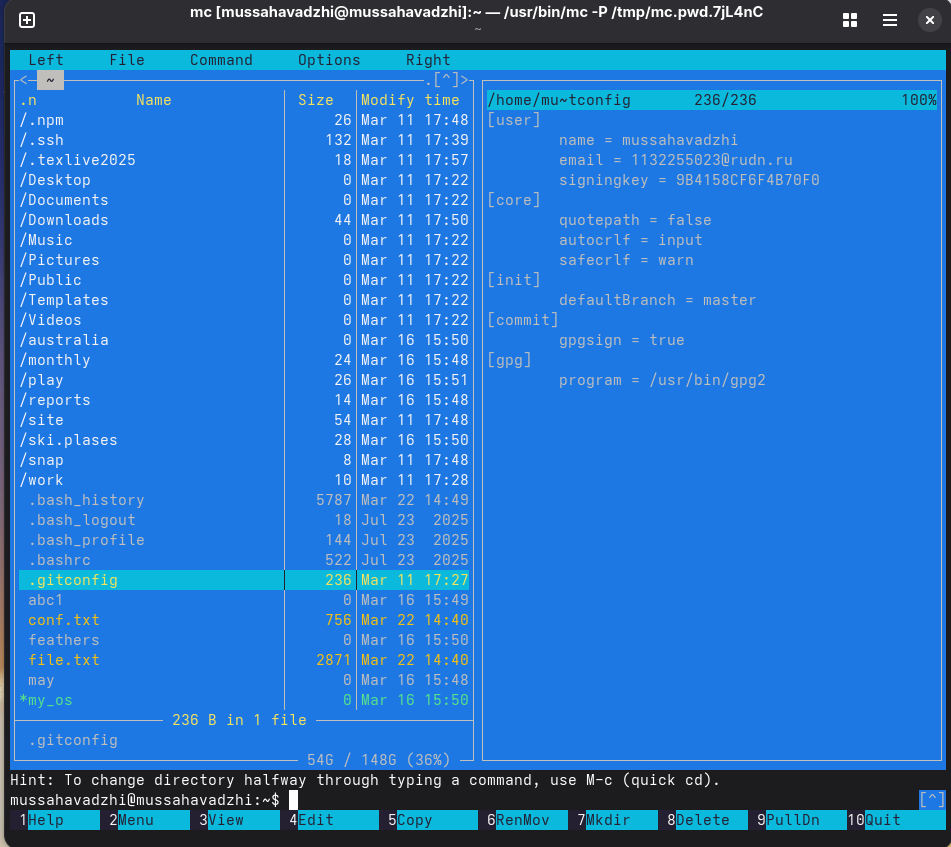 mc [mussahavadzhi@mussahavadzhi]:~ — /usr/bin/mc -P /tmp/mc.pwd.7jL4nC
~
Left File Command Options Right
<─ ~ .[^]>
.n Name Size Modify time
/.npm 26 Mar 11 17:48
/.ssh 132 Mar 11 17:39
/.texlive2025 18 Mar 11 17:57
/Desktop 0 Mar 11 17:22
/Documents 0 Mar 11 17:22
/Downloads 44 Mar 11 17:50
/Music 0 Mar 11 17:22
/Pictures 0 Mar 11 17:22
/Public 0 Mar 11 17:22
/Templates 0 Mar 11 17:22
/Videos 0 Mar 11 17:22
/australia 0 Mar 16 15:50
/monthly 24 Mar 16 15:48
/play 26 Mar 16 15:51
/reports 14 Mar 16 15:48
/site 54 Mar 11 17:48
/ski.plases 28 Mar 16 15:50
/snap 8 Mar 11 17:48
/work 10 Mar 11 17:28
.bash_history 5787 Mar 22 14:49
.bash_logout 18 Jul 23 2025
.bash_profile 144 Jul 23 2025
.bashrc 522 Jul 23 2025
.gitconfig 236 Mar 11 17:27
abc1 0 Mar 16 15:49
conf.txt 756 Mar 22 14:40
feathers 0 Mar 16 15:50
file.txt 2871 Mar 22 14:40
may 0 Mar 16 15:48
*my_os 0 Mar 16 15:50
236 B in 1 file
.gitconfig
54G / 148G (36%)
/home/mu~tconfig 236/236 100%
[user]
name = mussahavadzhi
email = 1132255023@rudn.ru
signingkey = 9B4158CF6F4B70F0
[core]
quotepath = false
autocrlf = input
safecrlf = warn
[init]
defaultBranch = master
[commit]
gpgsign = true
[gpg]
program = /usr/bin/gpg2
Hint: To change directory halfway through typing a command, use M-c (quick cd).
mussahavadzhi@mussahavadzhi:~$ [^]
1Help 2Menu 3View 4Edit 5Copy 6RenMov 7Mkdir 8Delete 9PullDn 10Quit